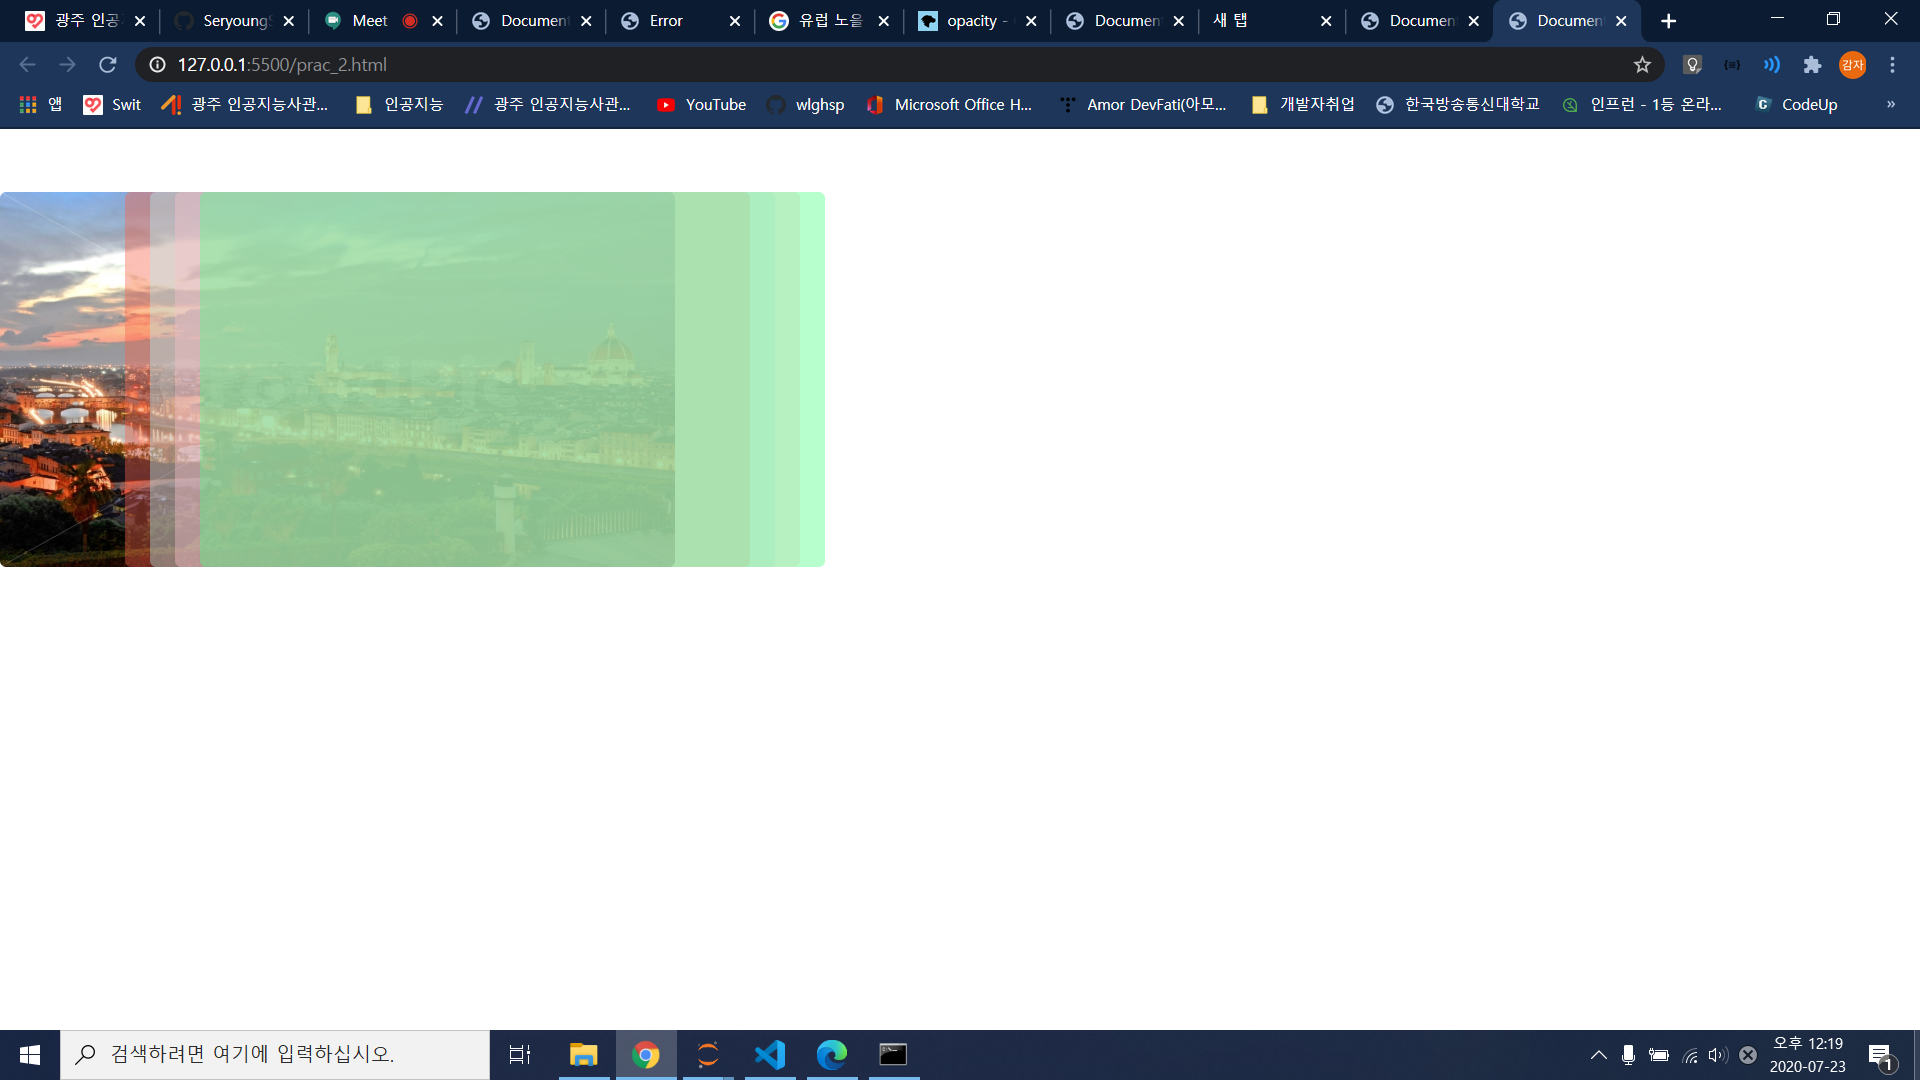 광주 인공
Seryoung
Meet
Document
Error
유럽 노을
opacity -
Document
새 탭
Document
Document
127.0.0.1:5500/prac_2.html
감자
앱
Swit
광주 인공지능사관...
인공지능
광주 인공지능사관...
YouTube
wlghsp
Microsoft Office H...
Amor DevFati(아모...
개발자취업
한국방송통신대학교
인프런 - 1등 온라...
CodeUp
»
검색하려면 여기에 입력하십시오.
오후 12:19
2020-07-23
1